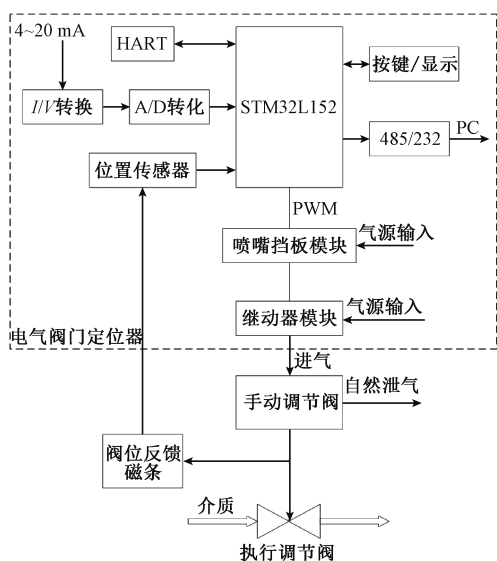 4~20 mA
HART
I/V转换
A/D转化
STM32L152
按键/显示
485/232
PC
位置传感器
PWM
喷嘴挡板模块
气源输入
继动器模块
气源输入
电气阀门定位器
进气
手动调节阀
自然泄气
阀位反馈
磁条
介质
执行调节阀